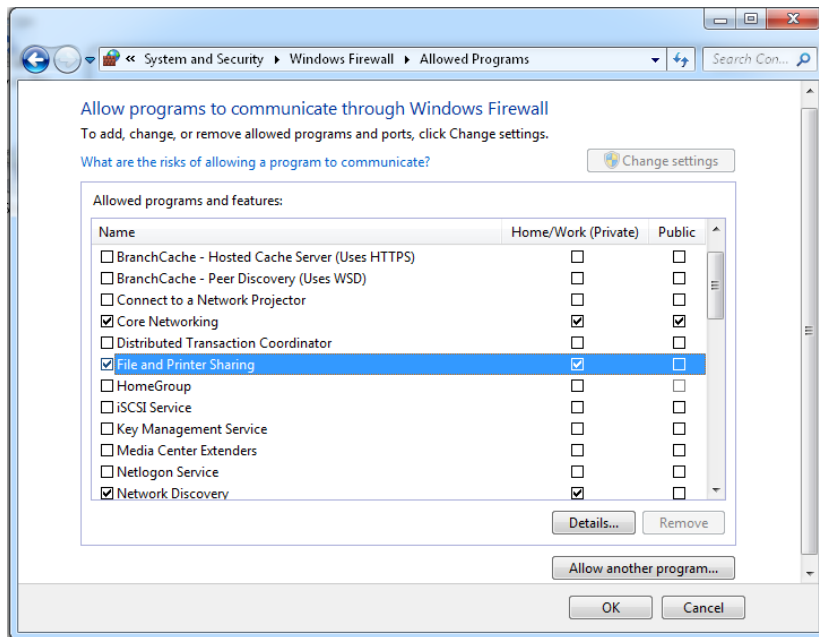 « System and Security ▸ Windows Firewall ▸ Allowed Programs
Search Con...
Allow programs to communicate through Windows Firewall
To add, change, or remove allowed programs and ports, click Change settings.
What are the risks of allowing a program to communicate?
Change settings
Allowed programs and features:
Name Home/Work (Private) Public
BranchCache - Hosted Cache Server (Uses HTTPS)
BranchCache - Peer Discovery (Uses WSD)
Connect to a Network Projector
Core Networking
Distributed Transaction Coordinator
File and Printer Sharing
HomeGroup
iSCSI Service
Key Management Service
Media Center Extenders
Netlogon Service
Network Discovery
Details... Remove
Allow another program...
OK Cancel